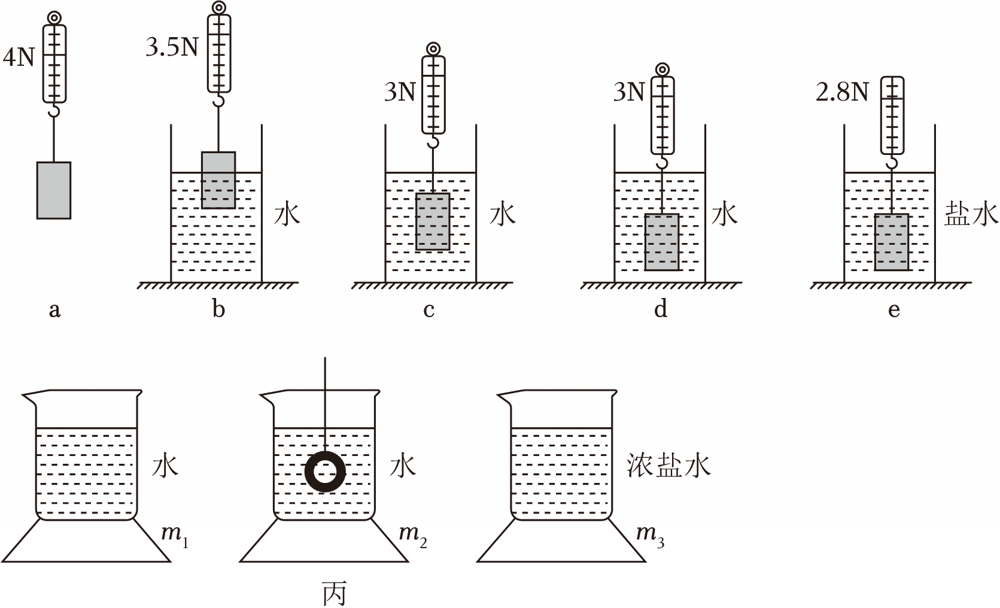 4N 3.5N 3N 3N 2.8N
水 水 水 盐水
a b c d e
水 水 浓盐水
m₁ m₂ m₃
丙